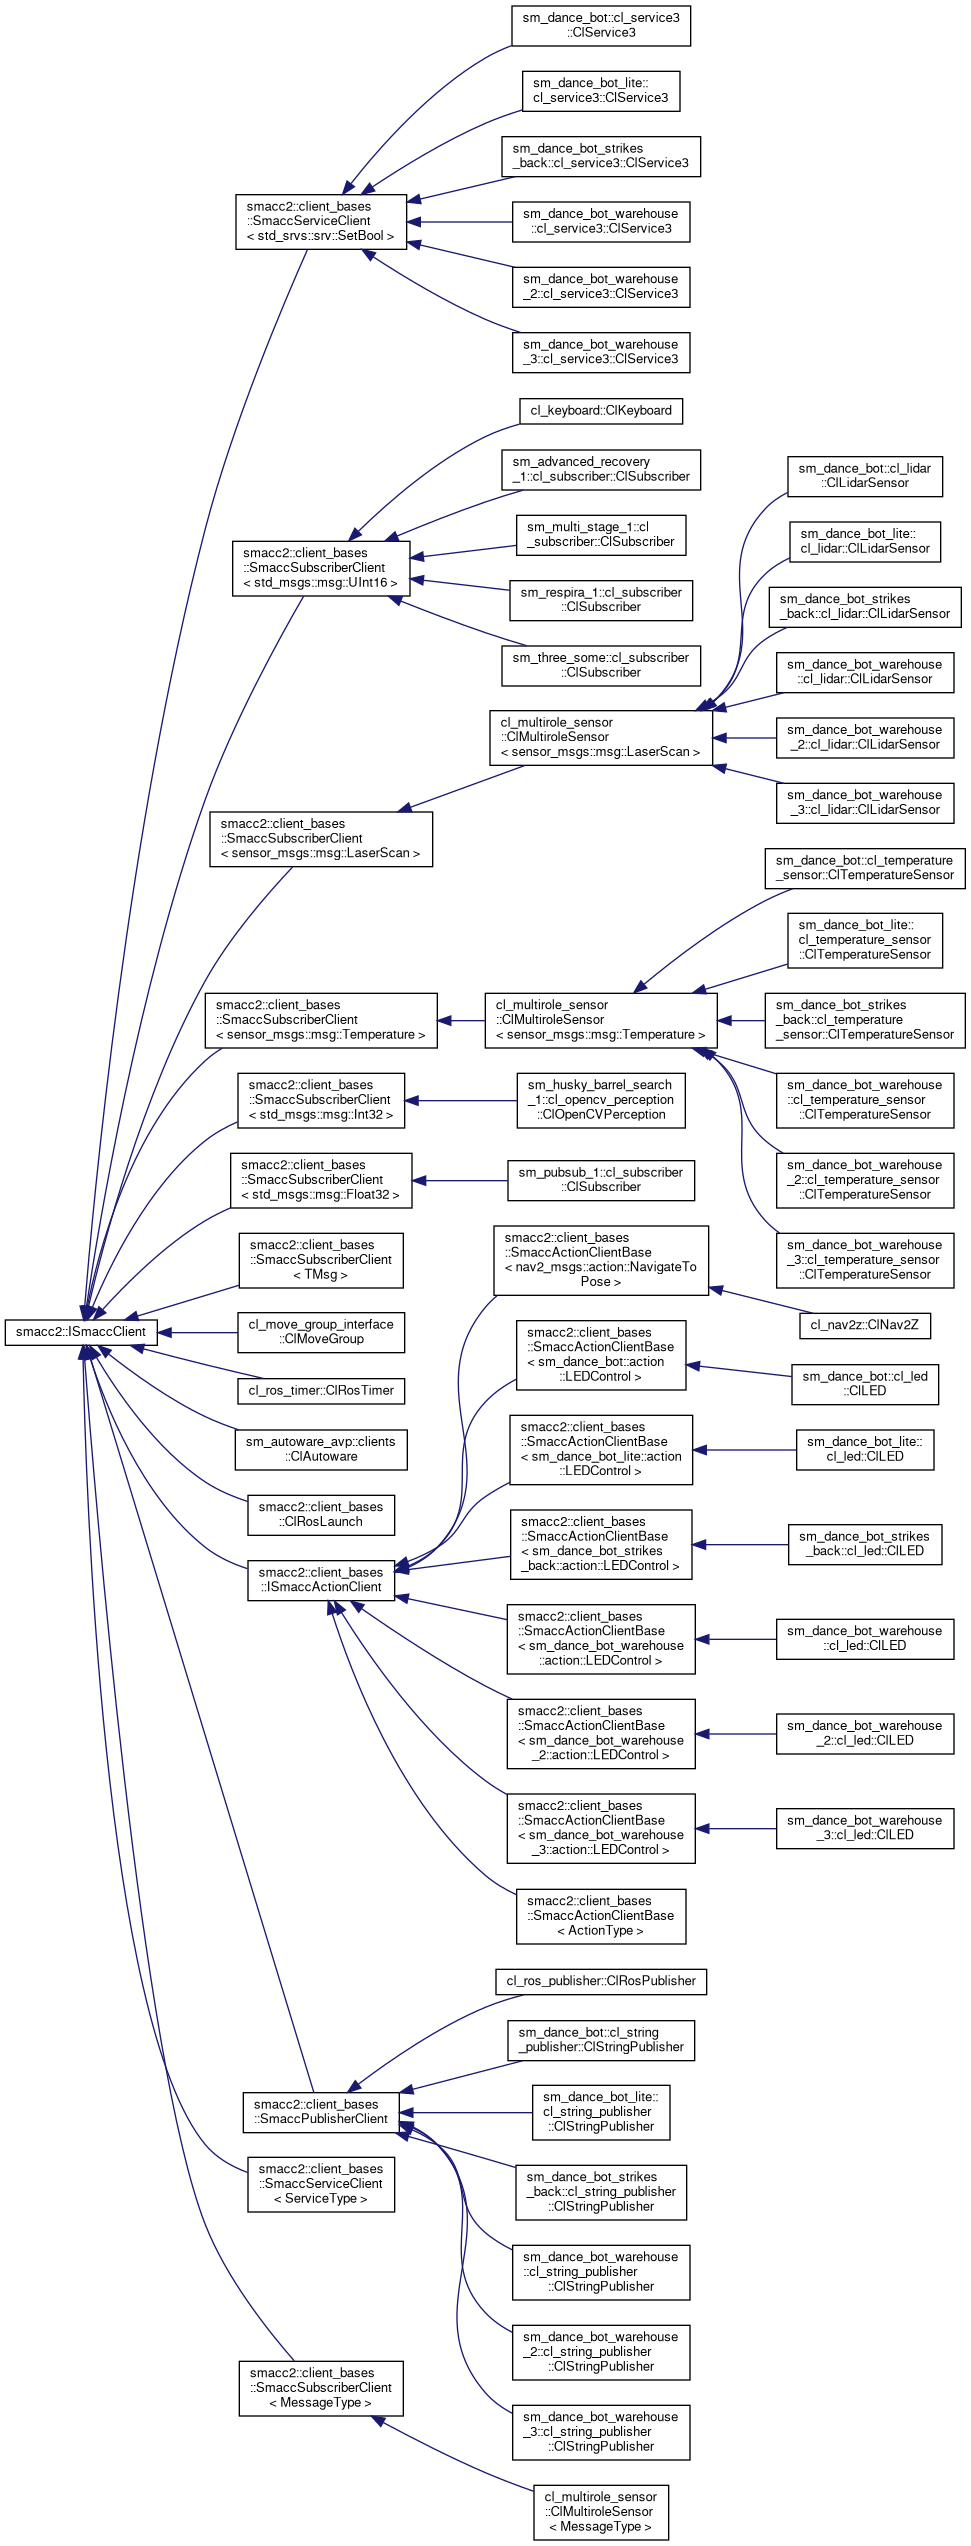 sm_dance_bot::cl_service3
::ClService3
sm_dance_bot_lite::
cl_service3::ClService3
sm_dance_bot_strikes
_back::cl_service3::ClService3
smacc2::client_bases
::SmaccServiceClient
< std_srvs::srv::SetBool >
sm_dance_bot_warehouse
::cl_service3::ClService3
sm_dance_bot_warehouse
_2::cl_service3::ClService3
sm_dance_bot_warehouse
_3::cl_service3::ClService3
cl_keyboard::ClKeyboard
sm_advanced_recovery
_1::cl_subscriber::ClSubscriber
sm_multi_stage_1::cl
_subscriber::ClSubscriber
smacc2::client_bases
::SmaccSubscriberClient
< std_msgs::msg::UInt16 >
sm_respira_1::cl_subscriber
::ClSubscriber
sm_three_some::cl_subscriber
::ClSubscriber
sm_dance_bot::cl_lidar
::ClLidarSensor
sm_dance_bot_lite::
cl_lidar::ClLidarSensor
sm_dance_bot_strikes
_back::cl_lidar::ClLidarSensor
sm_dance_bot_warehouse
::cl_lidar::ClLidarSensor
cl_multirole_sensor
::ClMultiroleSensor
< sensor_msgs::msg::LaserScan >
sm_dance_bot_warehouse
_2::cl_lidar::ClLidarSensor
sm_dance_bot_warehouse
_3::cl_lidar::ClLidarSensor
smacc2::client_bases
::SmaccSubscriberClient
< sensor_msgs::msg::LaserScan >
sm_dance_bot::cl_temperature
_sensor::ClTemperatureSensor
sm_dance_bot_lite::
cl_temperature_sensor
::ClTemperatureSensor
smacc2::client_bases
::SmaccSubscriberClient
< sensor_msgs::msg::Temperature >
cl_multirole_sensor
::ClMultiroleSensor
< sensor_msgs::msg::Temperature >
sm_dance_bot_strikes
_back::cl_temperature
_sensor::ClTemperatureSensor
smacc2::client_bases
::SmaccSubscriberClient
< std_msgs::msg::Int32 >
sm_husky_barrel_search
_1::cl_opencv_perception
::ClOpenCVPerception
sm_dance_bot_warehouse
::cl_temperature_sensor
::ClTemperatureSensor
smacc2::client_bases
::SmaccSubscriberClient
< std_msgs::msg::Float32 >
sm_pubsub_1::cl_subscriber
::ClSubscriber
sm_dance_bot_warehouse
_2::cl_temperature_sensor
::ClTemperatureSensor
smacc2::client_bases
::SmaccSubscriberClient
< TMsg >
smacc2::client_bases
::SmaccActionClientBase
< nav2_msgs::action::NavigateTo
Pose >
sm_dance_bot_warehouse
_3::cl_temperature_sensor
::ClTemperatureSensor
smacc2::ISmaccClient
cl_move_group_interface
::ClMoveGroup
cl_nav2z::ClNav2Z
smacc2::client_bases
::SmaccActionClientBase
< sm_dance_bot::action
::LEDControl >
cl_ros_timer::ClRosTimer
sm_dance_bot::cl_led
::ClLED
sm_autoware_avp::clients
::ClAutoware
smacc2::client_bases
::SmaccActionClientBase
< sm_dance_bot_lite::action
::LEDControl >
sm_dance_bot_lite::
cl_led::ClLED
smacc2::client_bases
::ClRosLaunch
smacc2::client_bases
::SmaccActionClientBase
< sm_dance_bot_strikes
_back::action::LEDControl >
sm_dance_bot_strikes
_back::cl_led::ClLED
smacc2::client_bases
::ISmaccActionClient
smacc2::client_bases
::SmaccActionClientBase
< sm_dance_bot_warehouse
::action::LEDControl >
sm_dance_bot_warehouse
::cl_led::ClLED
smacc2::client_bases
::SmaccActionClientBase
< sm_dance_bot_warehouse
_2::action::LEDControl >
sm_dance_bot_warehouse
_2::cl_led::ClLED
smacc2::client_bases
::SmaccActionClientBase
< sm_dance_bot_warehouse
_3::action::LEDControl >
sm_dance_bot_warehouse
_3::cl_led::ClLED
smacc2::client_bases
::SmaccActionClientBase
< ActionType >
cl_ros_publisher::ClRosPublisher
sm_dance_bot::cl_string
_publisher::ClStringPublisher
smacc2::client_bases
::SmaccPublisherClient
sm_dance_bot_lite::
cl_string_publisher
::ClStringPublisher
smacc2::client_bases
::SmaccServiceClient
< ServiceType >
sm_dance_bot_strikes
_back::cl_string_publisher
::ClStringPublisher
sm_dance_bot_warehouse
::cl_string_publisher
::ClStringPublisher
sm_dance_bot_warehouse
_2::cl_string_publisher
::ClStringPublisher
smacc2::client_bases
::SmaccSubscriberClient
< MessageType >
sm_dance_bot_warehouse
_3::cl_string_publisher
::ClStringPublisher
cl_multirole_sensor
::ClMultiroleSensor
< MessageType >